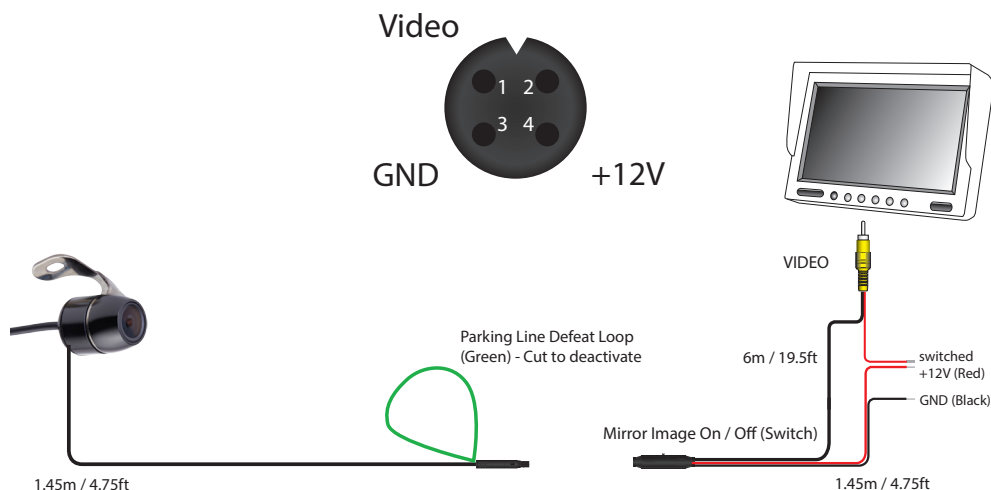 Video
1 2
3 4
GND
+12V
VIDEO
Parking Line Defeat Loop
(Green) - Cut to deactivate
6m / 19.5ft
switched
+12V (Red)
GND (Black)
Mirror Image On / Off (Switch)
1.45m / 4.75ft
1.45m / 4.75ft